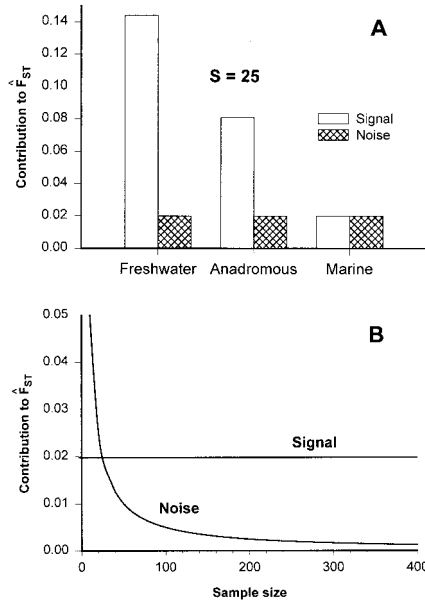 A
S = 25
Signal
Noise
Contribution to F̂ST
0.14
0.12
0.10
0.08
0.06
0.04
0.02
0.00
Freshwater Anadromous Marine
B
Contribution to F̂ST
0.05
0.04
0.03
0.02
0.01
0.00
Signal
Noise
0 100 200 300 400
Sample size